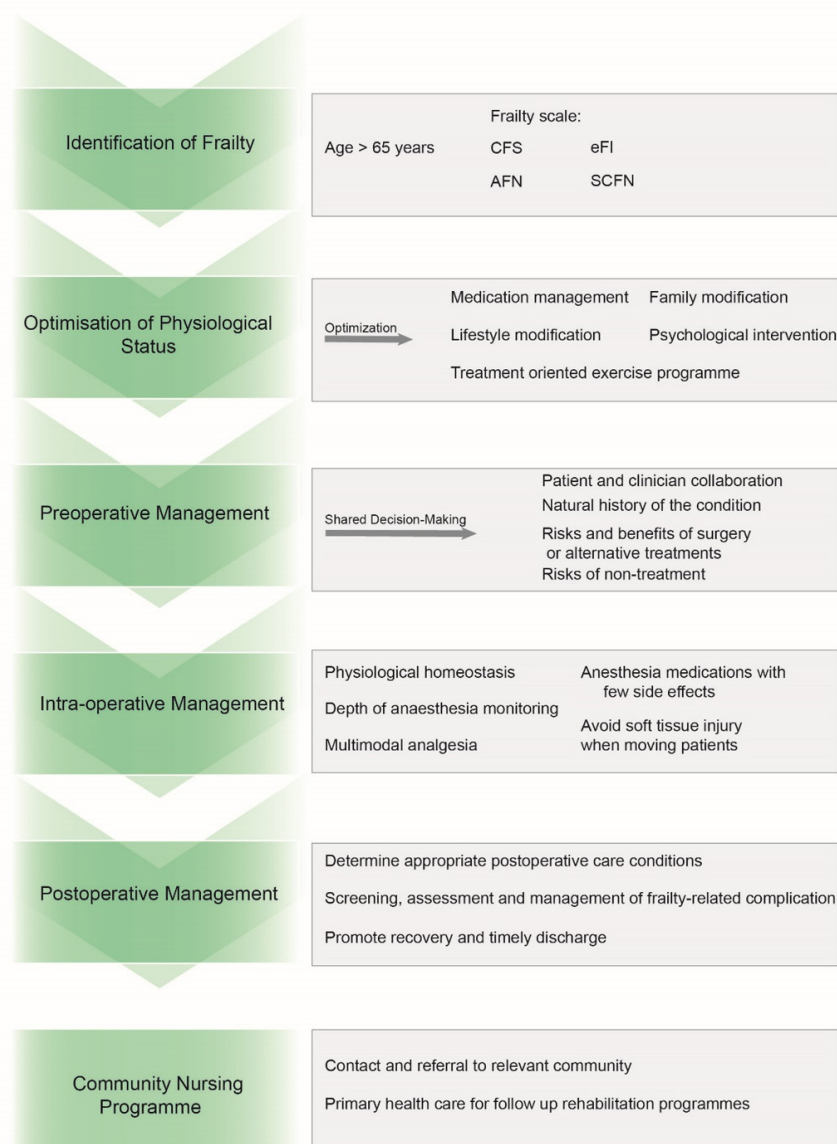 Identification of Frailty
Age > 65 years
Frailty scale:
CFS eFI
AFN SCFN
Optimisation of Physiological
Status
Optimization
Medication management Family modification
Lifestyle modification Psychological intervention
Treatment oriented exercise programme
Preoperative Management
Shared Decision-Making
Patient and clinician collaboration
Natural history of the condition
Risks and benefits of surgery
or alternative treatments
Risks of non-treatment
Intra-operative Management
Physiological homeostasis
Depth of anaesthesia monitoring
Multimodal analgesia
Anesthesia medications with
few side effects
Avoid soft tissue injury
when moving patients
Postoperative Management
Determine appropriate postoperative care conditions
Screening, assessment and management of frailty-related complication
Promote recovery and timely discharge
Community Nursing
Programme
Contact and referral to relevant community
Primary health care for follow up rehabilitation programmes